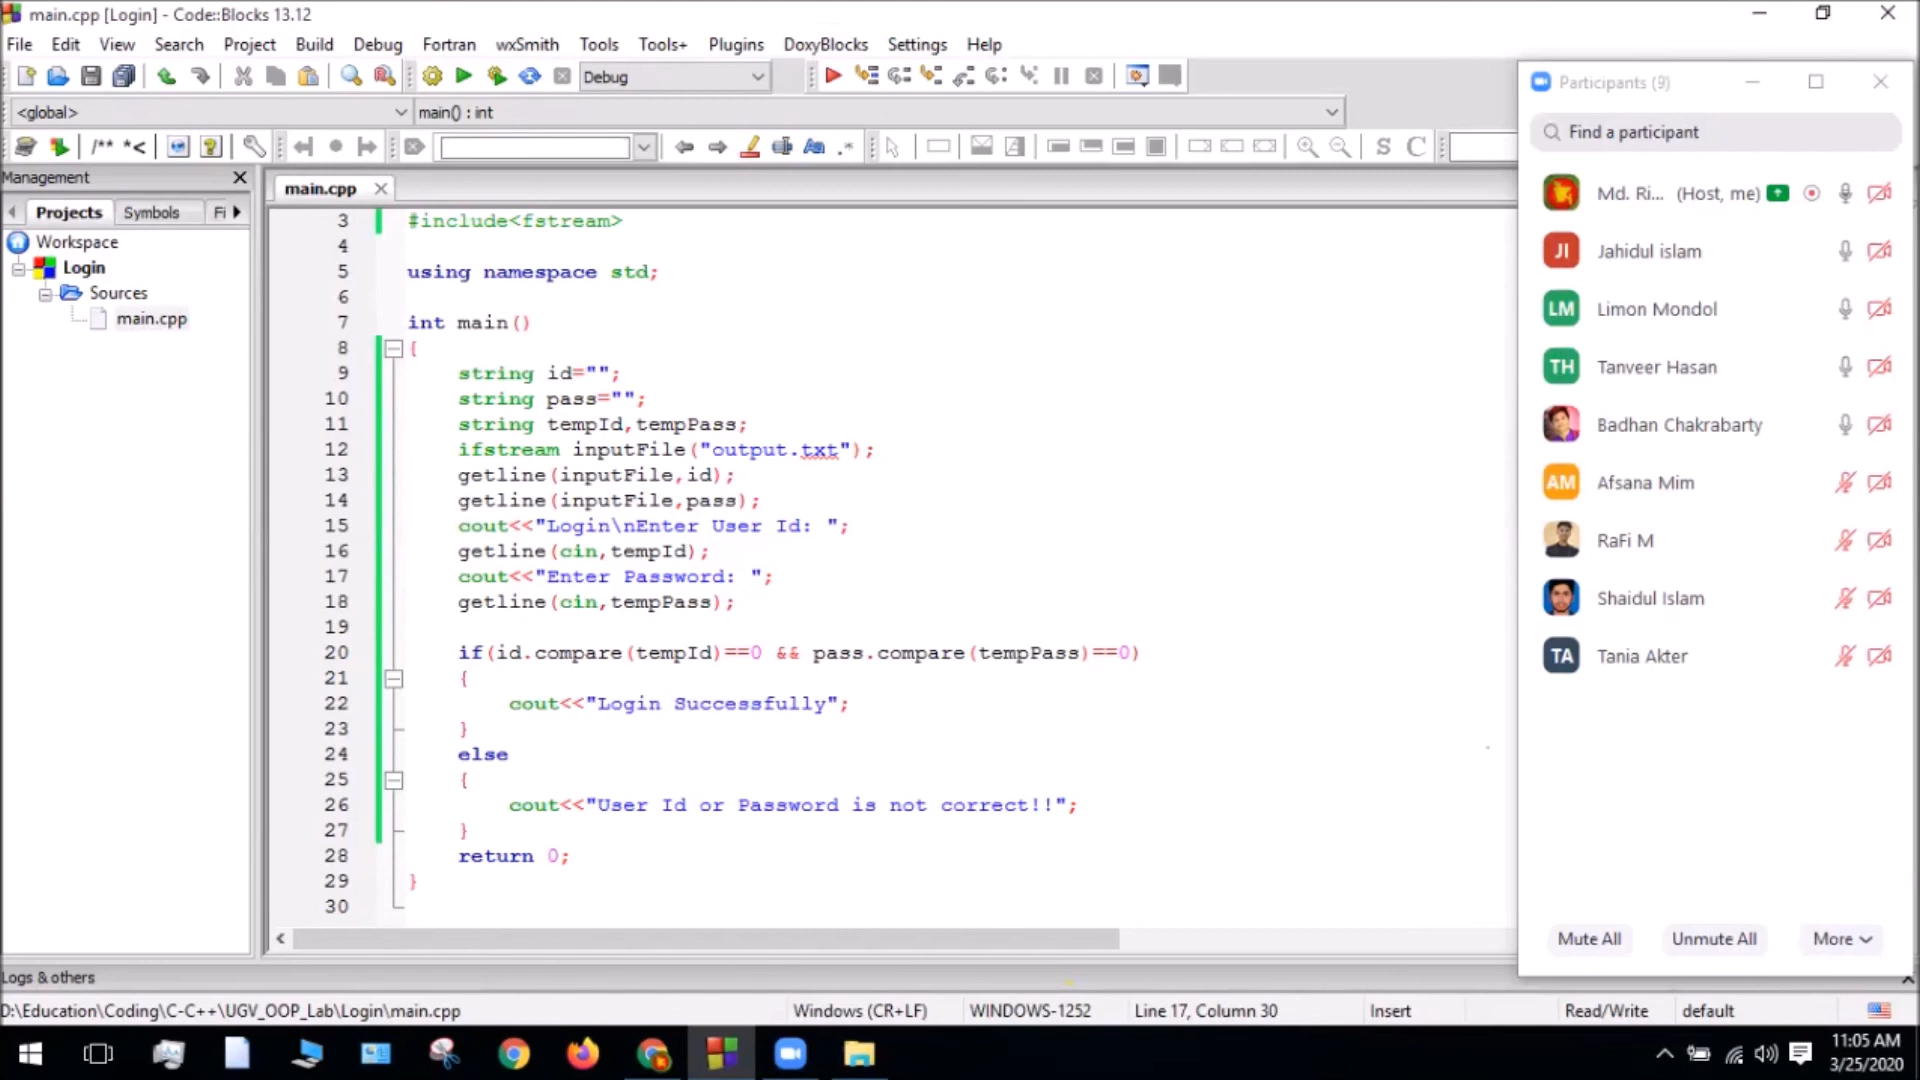 main.cpp [Login] - Code::Blocks 13.12
File Edit View Search Project Build Debug Fortran wxSmith Tools Tools+ Plugins DoxyBlocks Settings Help
Debug
<global> main() : int
/** *<
S C
Management
Projects Symbols Fi
Workspace
Login
Sources
main.cpp
main.cpp
3 #include<fstream>
4
5 using namespace std;
6
7 int main()
8 {
9 string id="";
10 string pass="";
11 string tempId,tempPass;
12 ifstream inputFile("output.txt");
13 getline(inputFile,id);
14 getline(inputFile,pass);
15 cout<<"Login\nEnter User Id: ";
16 getline(cin,tempId);
17 cout<<"Enter Password: ";
18 getline(cin,tempPass);
19
20 if(id.compare(tempId)==0 && pass.compare(tempPass)==0)
21 {
22 cout<<"Login Successfully";
23 }
24 else
25 {
26 cout<<"User Id or Password is not correct!!";
27 }
28 return 0;
29 }
30
Participants (9)
Find a participant
Md. Ri... (Host, me)
JI Jahidul islam
LM Limon Mondol
TH Tanveer Hasan
Badhan Chakrabarty
AM Afsana Mim
RaFi M
Shaidul Islam
TA Tania Akter
Mute All Unmute All More
Logs & others
D:\Education\Coding\C-C++\UGV_OOP_Lab\Login\main.cpp Windows (CR+LF) WINDOWS-1252 Line 17, Column 30 Insert Read/Write default
11:05 AM
3/25/2020